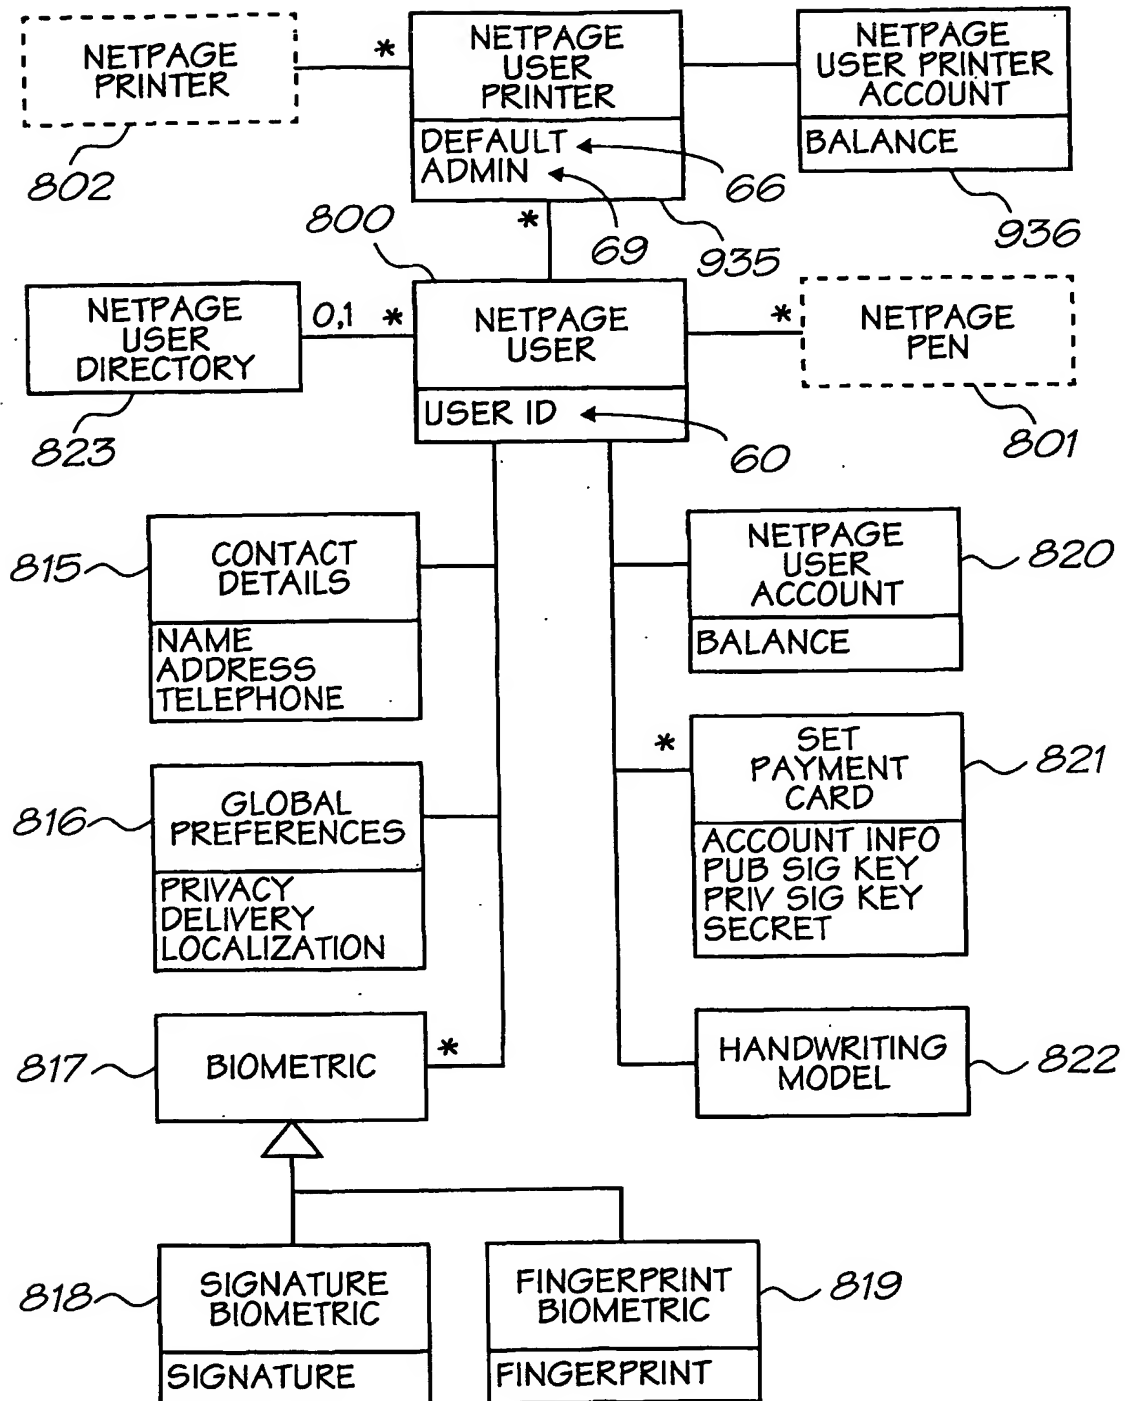 NETPAGE
PRINTER
802
*
NETPAGE
USER
PRINTER
DEFAULT
ADMIN
66
69
935
NETPAGE
USER PRINTER
ACCOUNT
BALANCE
936
*
800
NETPAGE
USER
DIRECTORY
823
0,1
*
NETPAGE
USER
USER ID
60
*
NETPAGE
PEN
801
815
CONTACT
DETAILS
NAME
ADDRESS
TELEPHONE
NETPAGE
USER
ACCOUNT
BALANCE
820
816
GLOBAL
PREFERENCES
PRIVACY
DELIVERY
LOCALIZATION
*
SET
PAYMENT
CARD
ACCOUNT INFO
PUB SIG KEY
PRIV SIG KEY
SECRET
821
817
BIOMETRIC
*
HANDWRITING
MODEL
822
818
SIGNATURE
BIOMETRIC
SIGNATURE
FINGERPRINT
BIOMETRIC
FINGERPRINT
819